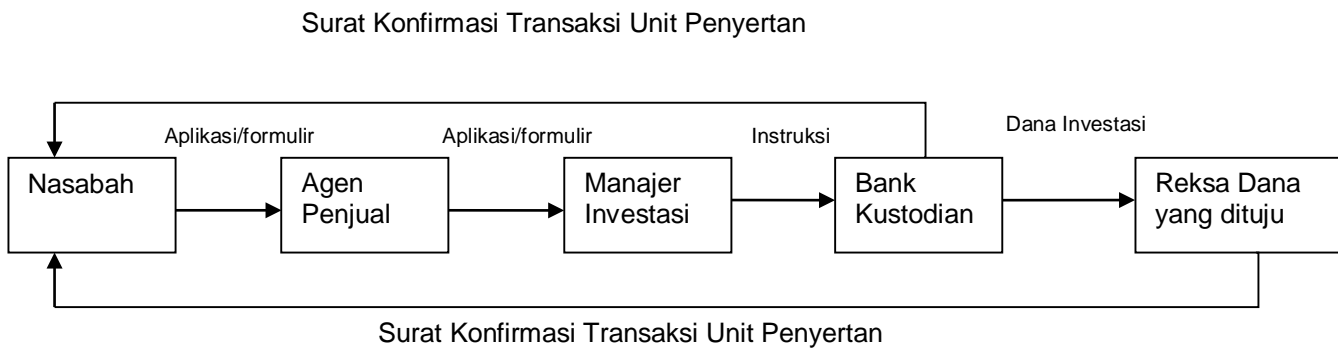 Surat Konfirmasi Transaksi Unit Penyertan
Aplikasi/formulir
Aplikasi/formulir
Instruksi
Dana Investasi
Nasabah
Agen
Penjual
Manajer
Investasi
Bank
Kustodian
Reksa Dana
yang dituju
Surat Konfirmasi Transaksi Unit Penyertan